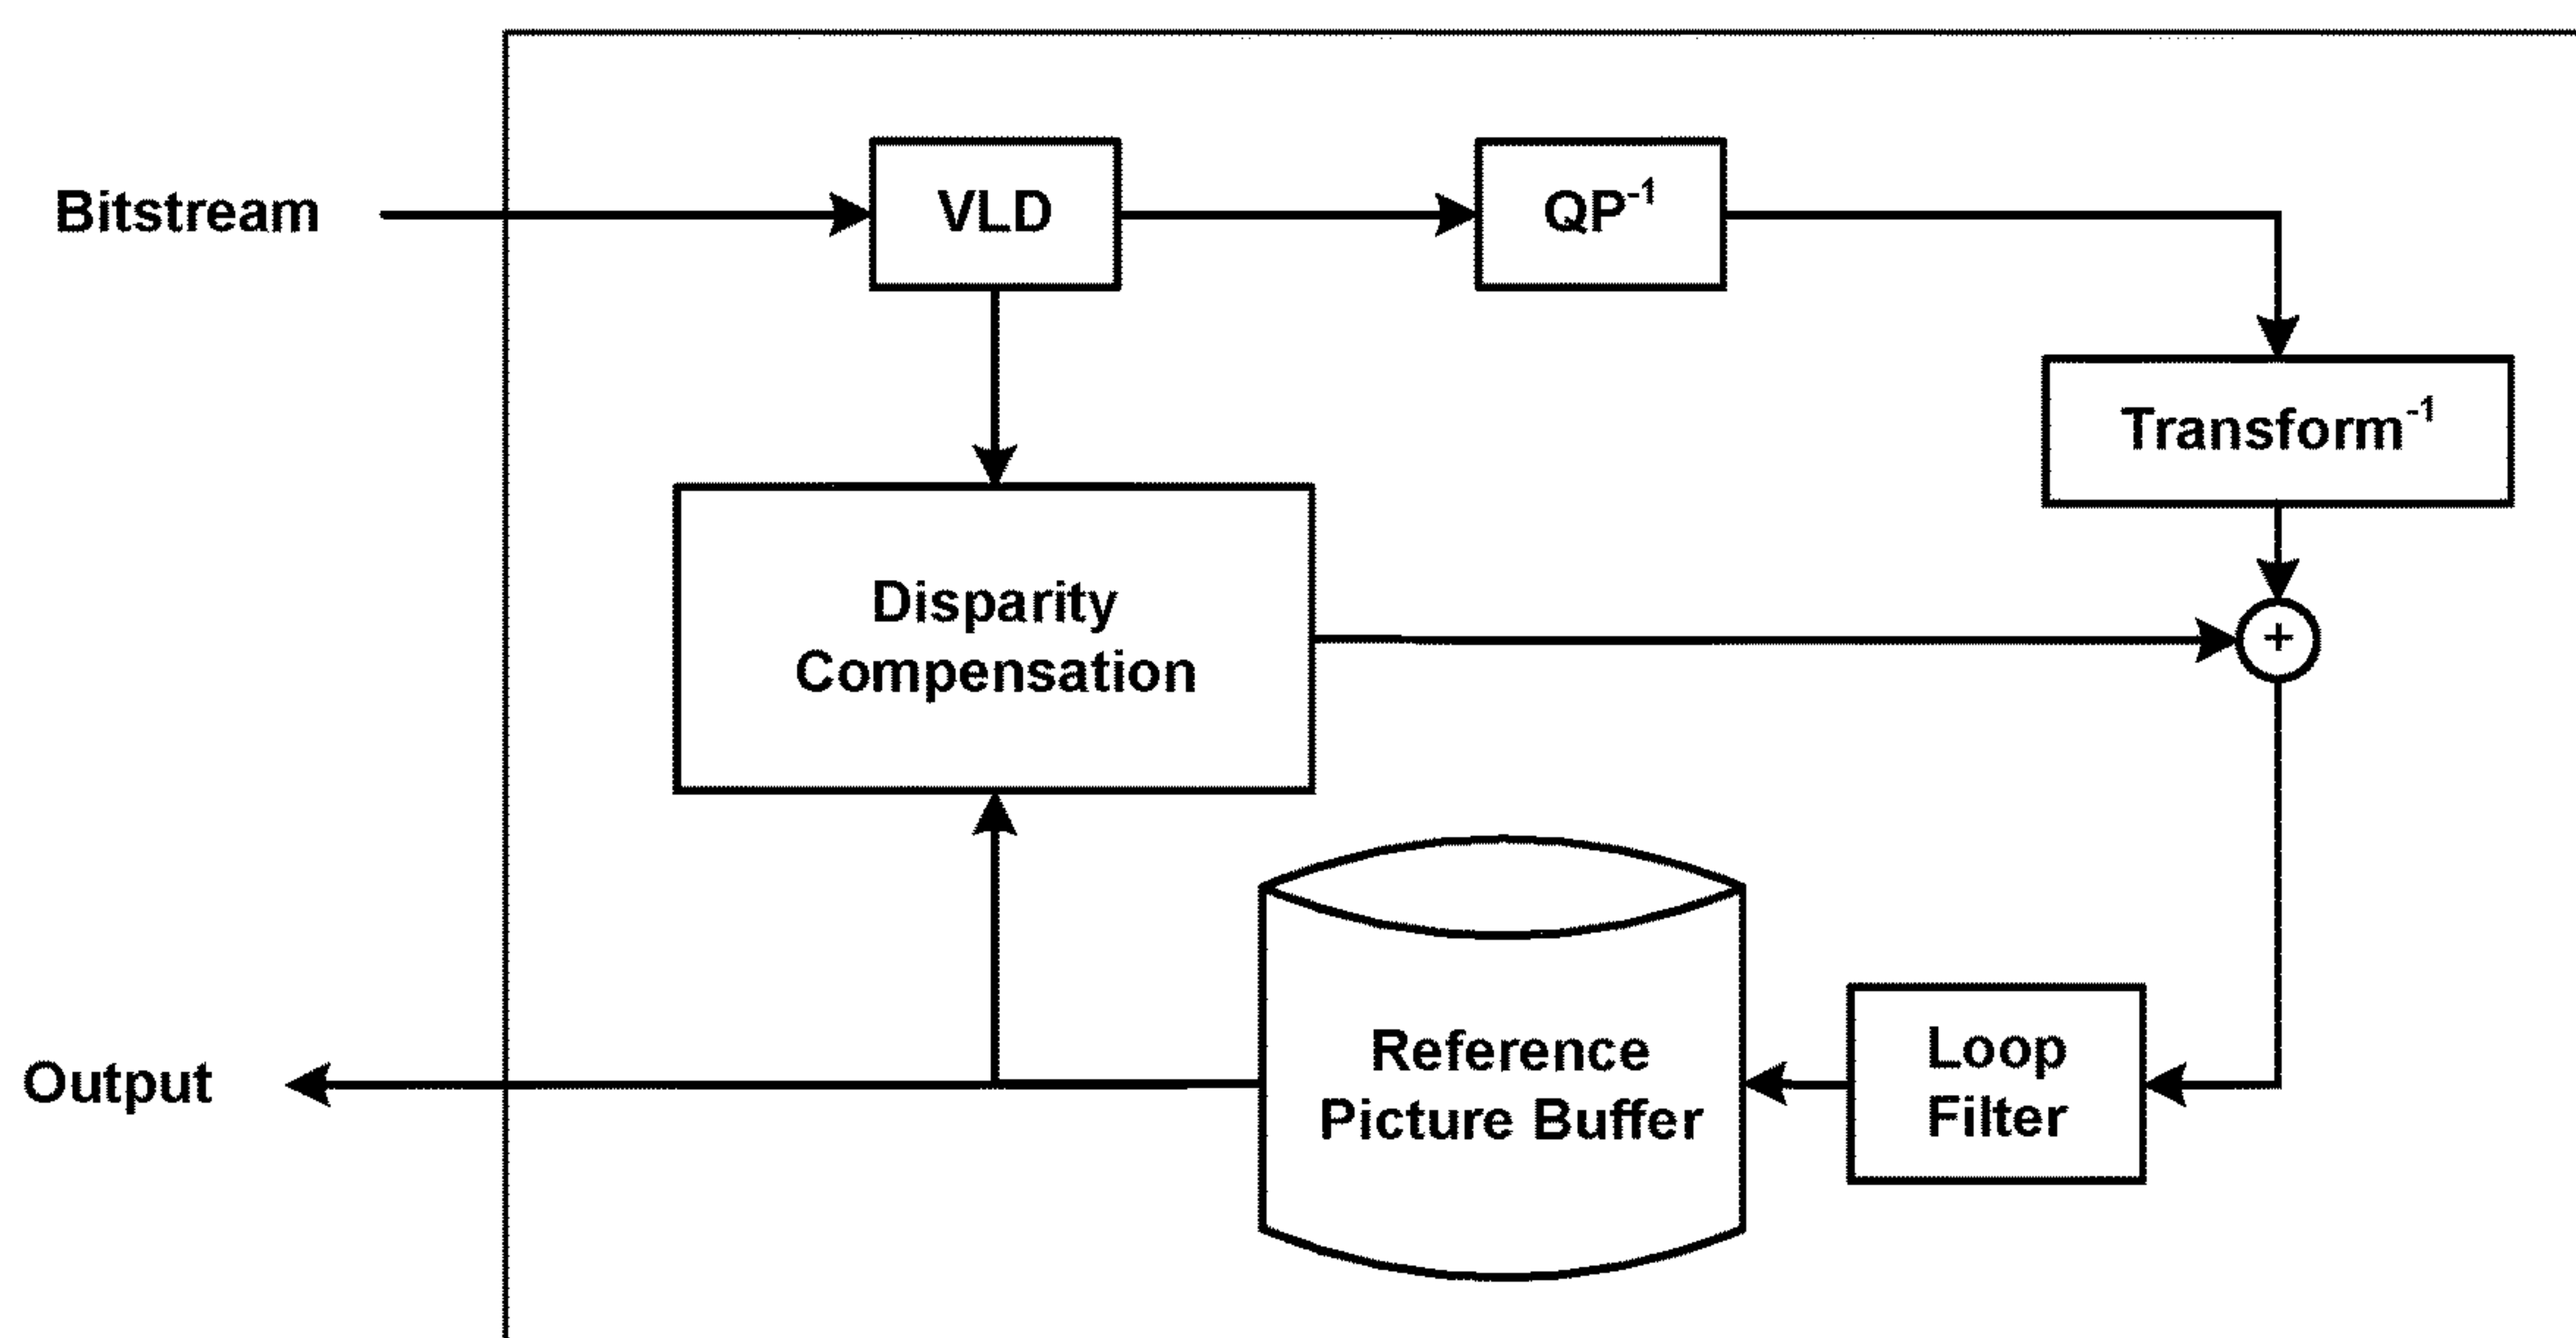 Bitstream
VLD
QP⁻¹
Transform⁻¹
Disparity
Compensation
+
Reference
Picture Buffer
Loop
Filter
Output